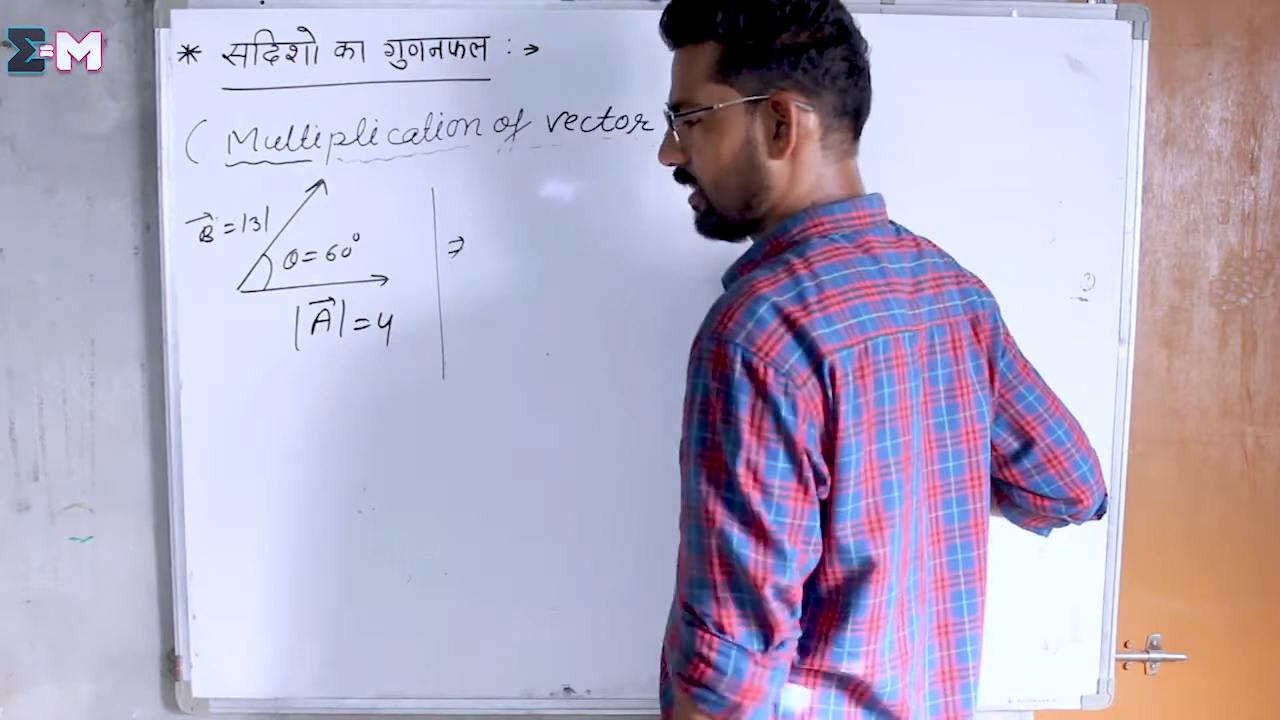 Σ=M
* सदिशो का गुणनफल :→
( Multiplication of vector
B = |3|
θ = 60°
⇒
|A| = 4